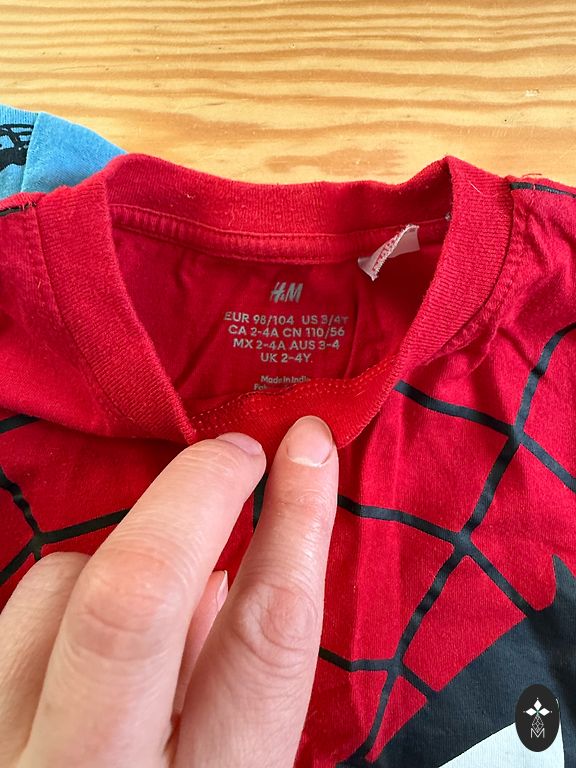 H&M
EUR 98/104 US 3/4Y
CA 2-4A CN 110/56
MX 2-4A AUS 3-4
UK 2-4Y.
Made in India
M